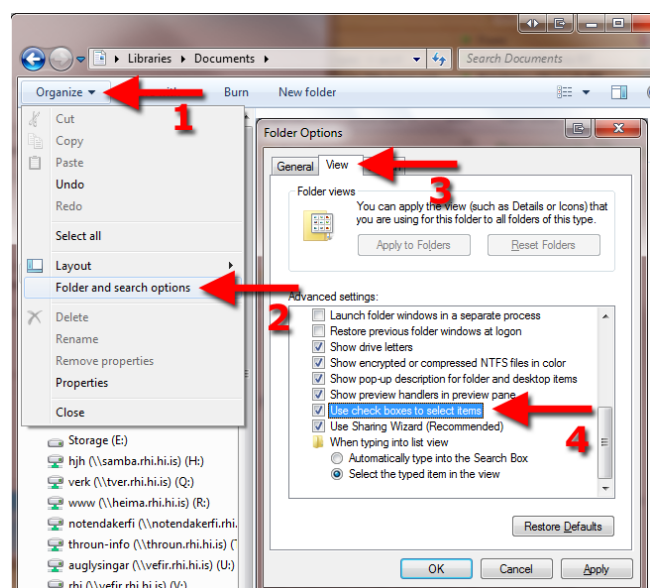 Libraries ▸ Documents ▸
Search Documents
Organize
Burn
New folder
1
Cut
Copy
Paste
Undo
Redo
Select all
Layout
Folder and search options
2
Delete
Rename
Remove properties
Properties
Close
Storage (E:)
hjh (\\samba.rhi.hi.is) (H:)
verk (\\tver.rhi.hi.is) (Q:)
www (\\heima.rhi.hi.is) (R:)
notendakerfi (\\notendakerfi.rhi.
throun-info (\\throun.rhi.hi.is) (
auglysingar (\\vefir.rhi.hi.is) (U:)
rhi (\\vefir.rhi.hi.is) (V:)
Folder Options
General
View
3
Folder views
You can apply the view (such as Details or Icons) that
you are using for this folder to all folders of this type.
Apply to Folders
Reset Folders
Advanced settings:
Launch folder windows in a separate process
Restore previous folder windows at logon
Show drive letters
Show encrypted or compressed NTFS files in color
Show pop-up description for folder and desktop items
Show preview handlers in preview pane
Use check boxes to select items
4
Use Sharing Wizard (Recommended)
When typing into list view
Automatically type into the Search Box
Select the typed item in the view
Restore Defaults
OK
Cancel
Apply